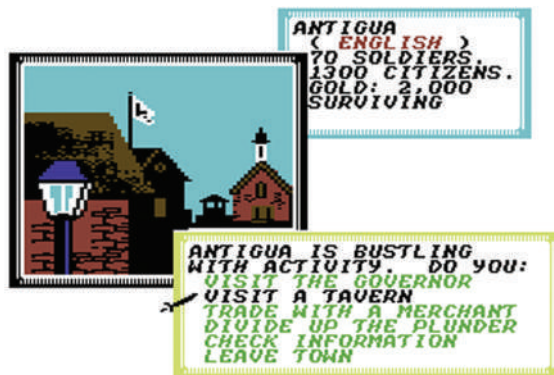 ANTIGUA
( ENGLISH )
70 SOLDIERS.
1300 CITIZENS.
GOLD: 2,000
SURVIVING
ANTIGUA IS BUSTLING
WITH ACTIVITY. DO YOU:
VISIT THE GOVERNOR
VISIT A TAVERN
TRADE WITH A MERCHANT
DIVIDE UP THE PLUNDER
CHECK INFORMATION
LEAVE TOWN